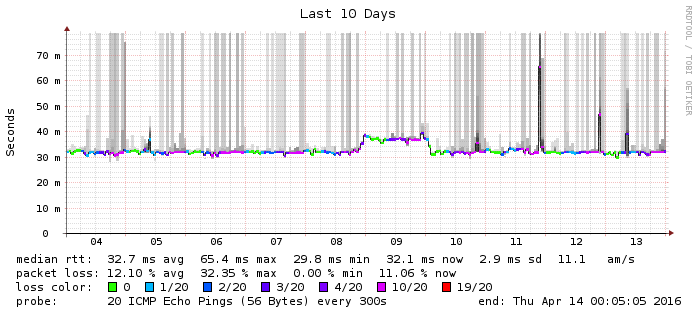 Last 10 Days
RRDTOOL / TOBI OETIKER
Seconds
70 m
60 m
50 m
40 m
30 m
20 m
10 m
0
04 05 06 07 08 09 10 11 12 13
median rtt: 32.7 ms avg 65.4 ms max 29.8 ms min 32.1 ms now 2.9 ms sd 11.1 am/s
packet loss: 12.10 % avg 32.35 % max 0.00 % min 11.06 % now
loss color: 0 1/20 2/20 3/20 4/20 10/20 19/20
probe: 20 ICMP Echo Pings (56 Bytes) every 300s end: Thu Apr 14 00:05:05 2016